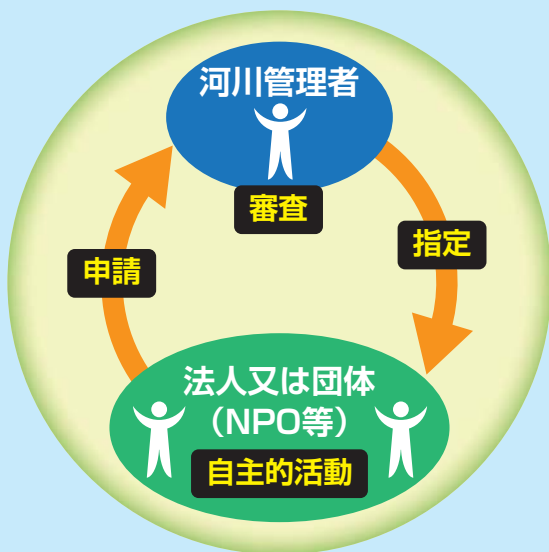 河川管理者
審査
指定
申請
法人又は団体
（NPO等）
自主的活動